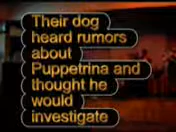 Their dog
heard rumors
about
Puppetrina and
thought he
would
investigate